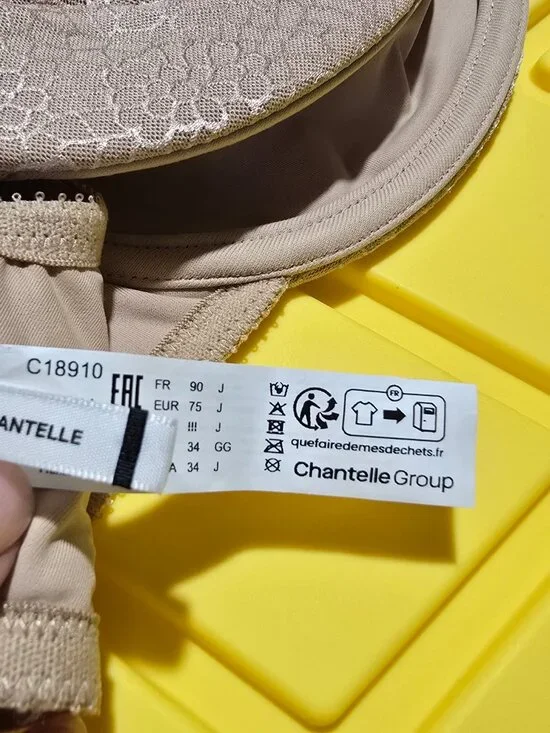 C18910
EAC
FR 90 J
EUR 75 J
!!! J
34 GG
A 34 J
ANTELLE
FR
quefairedemesdechets.fr
Chantelle Group